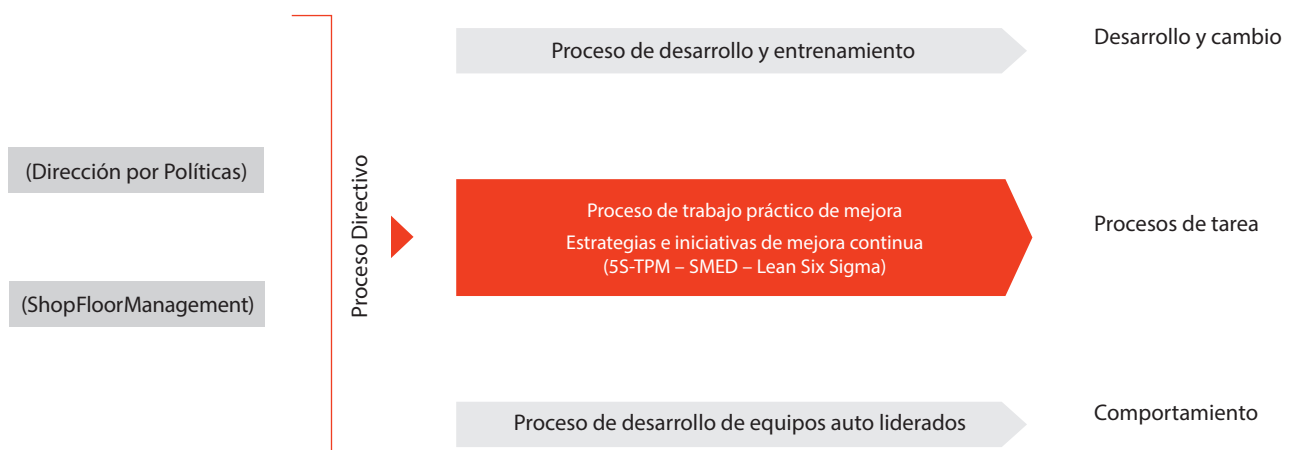 (Dirección por Políticas)
(ShopFloorManagement)
Proceso Directivo
Proceso de desarrollo y entrenamiento
Desarrollo y cambio
Proceso de trabajo práctico de mejora
Estrategias e iniciativas de mejora continua
(5S-TPM – SMED – Lean Six Sigma)
Procesos de tarea
Proceso de desarrollo de equipos auto liderados
Comportamiento